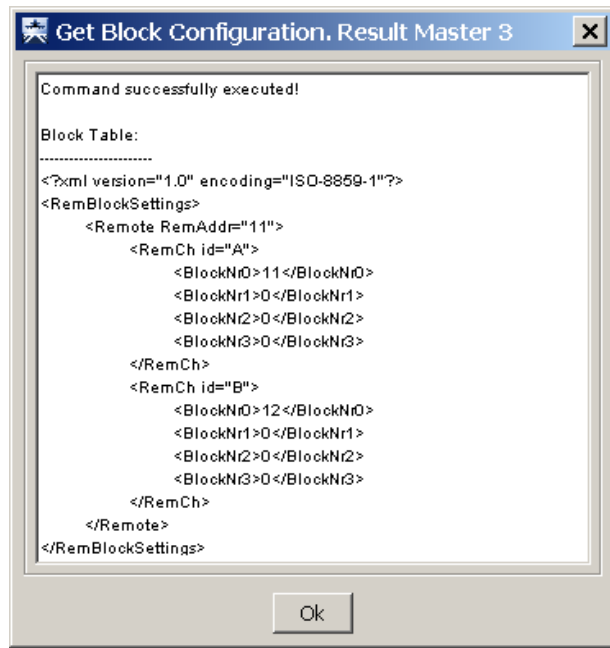 Get Block Configuration. Result Master 3
Command successfully executed!
Block Table:
-----------------------
<?xml version="1.0" encoding="ISO-8859-1"?>
<RemBlockSettings>
<Remote RemAddr="11">
<RemCh id="A">
<BlockNr0>11</BlockNr0>
<BlockNr1>0</BlockNr1>
<BlockNr2>0</BlockNr2>
<BlockNr3>0</BlockNr3>
</RemCh>
<RemCh id="B">
<BlockNr0>12</BlockNr0>
<BlockNr1>0</BlockNr1>
<BlockNr2>0</BlockNr2>
<BlockNr3>0</BlockNr3>
</RemCh>
</Remote>
</RemBlockSettings>
Ok